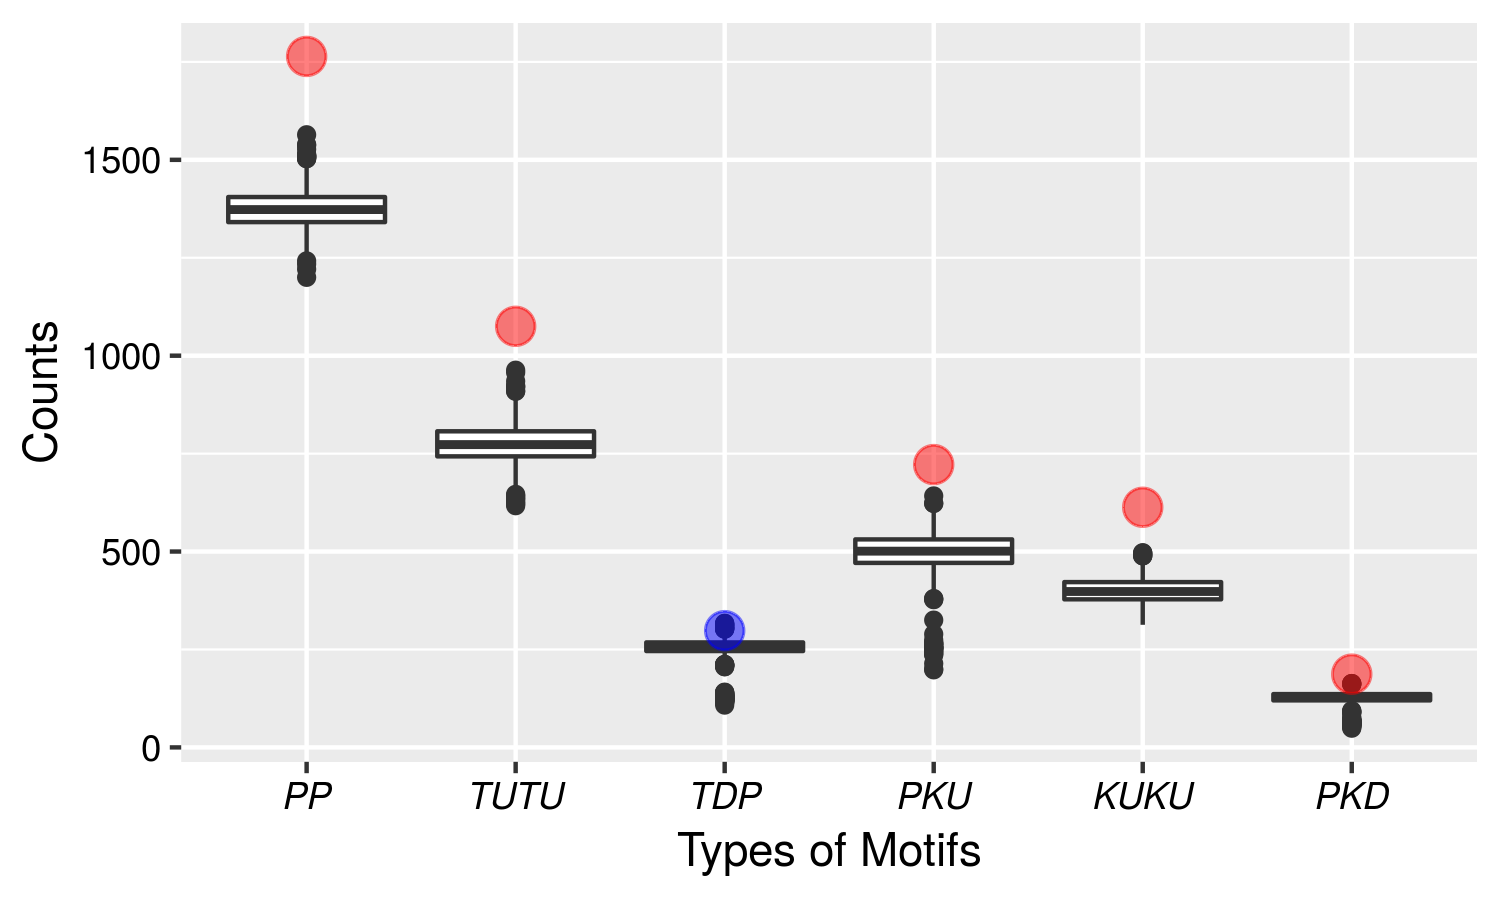 Counts
1500
1000
500
0
PP TUTU TDP PKU KUKU PKD
Types of Motifs